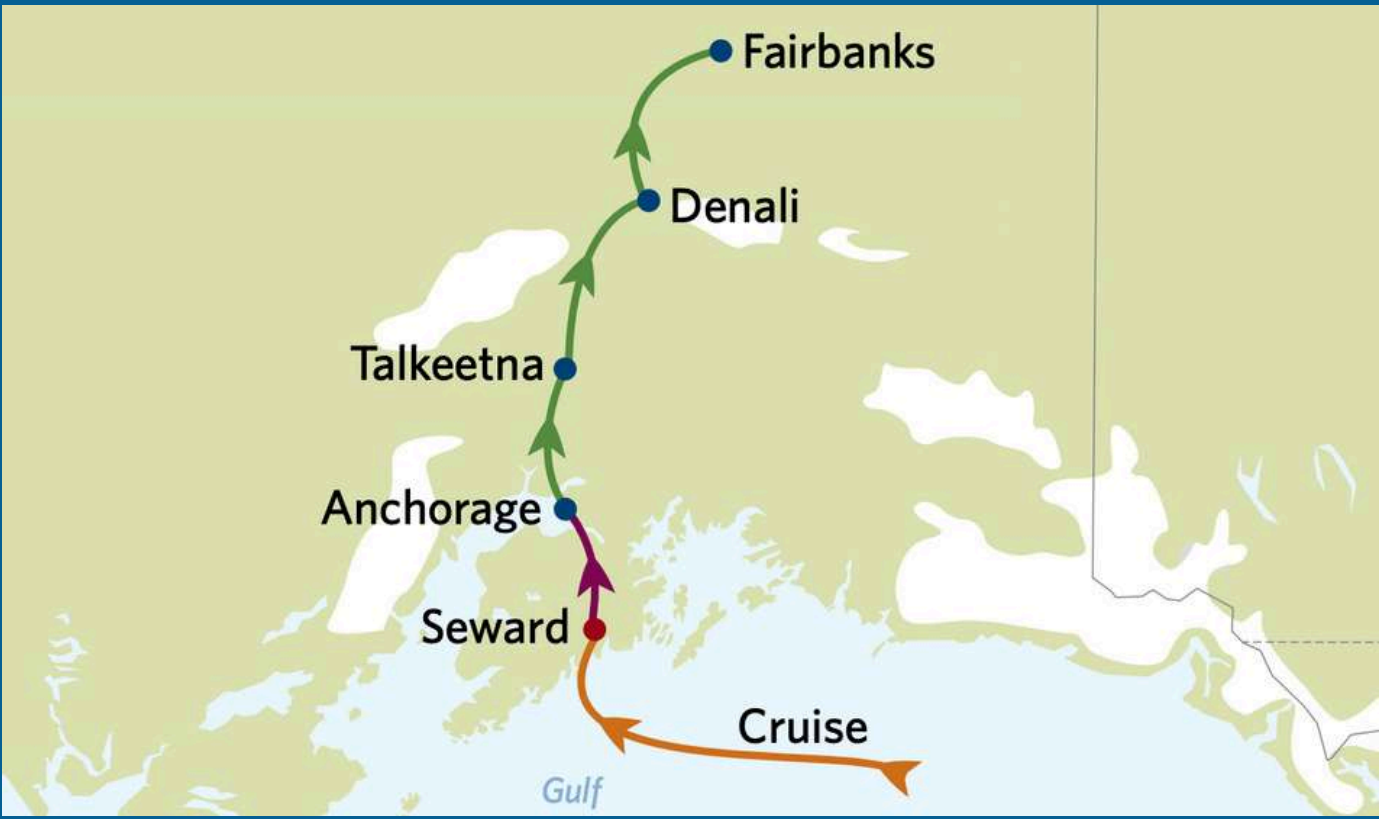 Fairbanks
Denali
Talkeetna
Anchorage
Seward
Cruise
Gulf